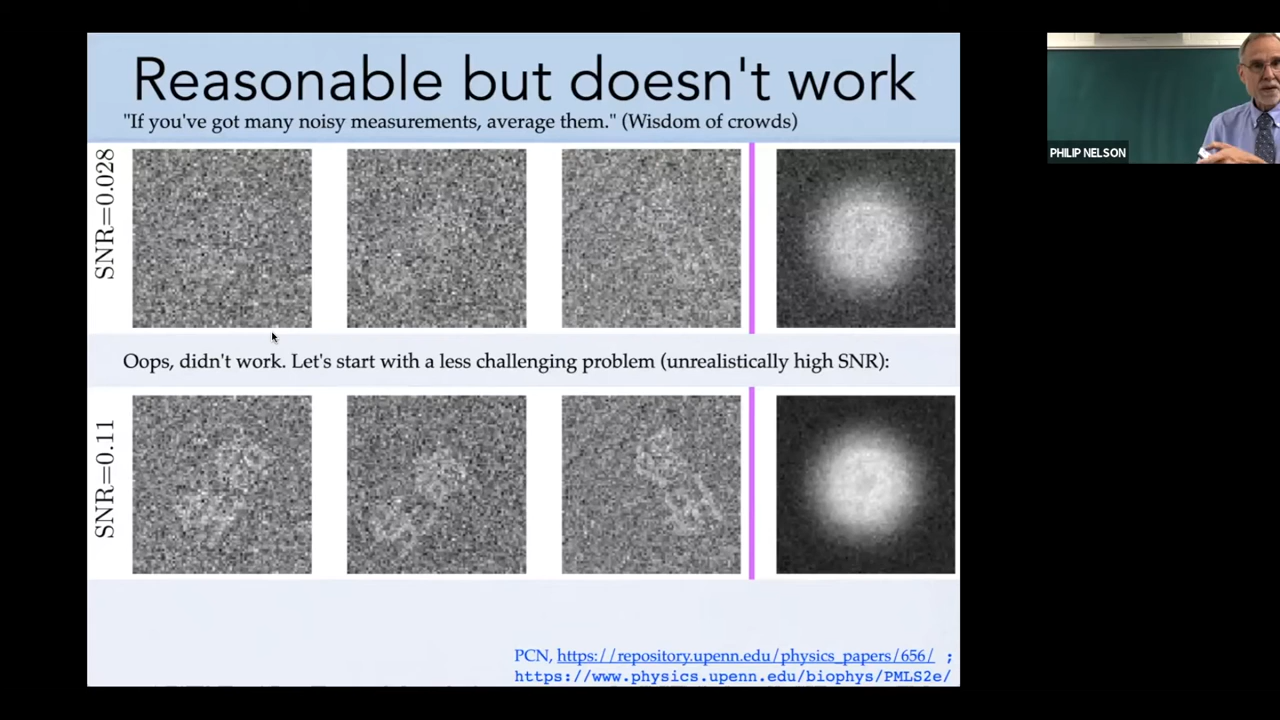 Reasonable but doesn't work
"If you've got many noisy measurements, average them." (Wisdom of crowds)
SNR=0.028
PHILIP NELSON
Oops, didn't work. Let's start with a less challenging problem (unrealistically high SNR):
SNR=0.11
PCN, https://repository.upenn.edu/physics_papers/656/ ;
https://www.physics.upenn.edu/biophys/PMLS2e/